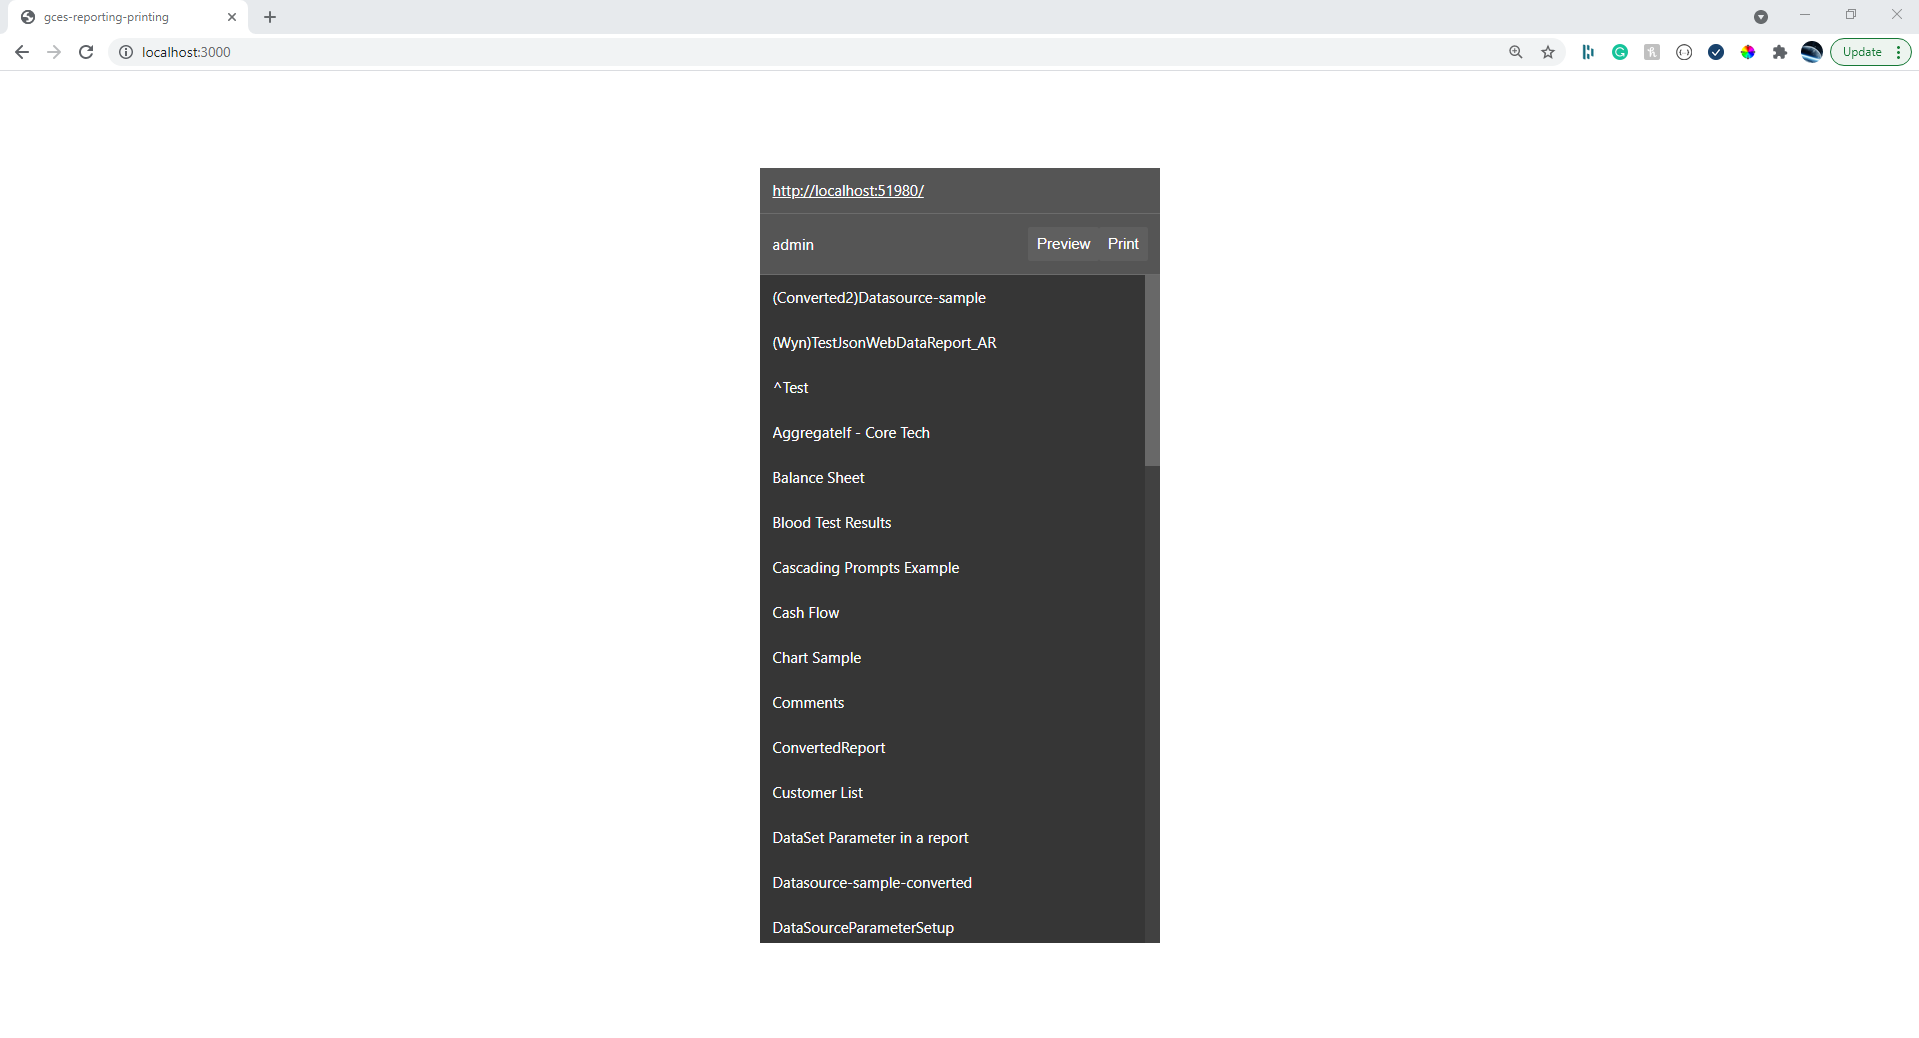 gces-reporting-printing
localhost:3000
Update
http://localhost:51980/
admin
Preview Print
(Converted2)Datasource-sample
(Wyn)TestJsonWebDataReport_AR
^Test
AggregateIf - Core Tech
Balance Sheet
Blood Test Results
Cascading Prompts Example
Cash Flow
Chart Sample
Comments
ConvertedReport
Customer List
DataSet Parameter in a report
Datasource-sample-converted
DataSourceParameterSetup